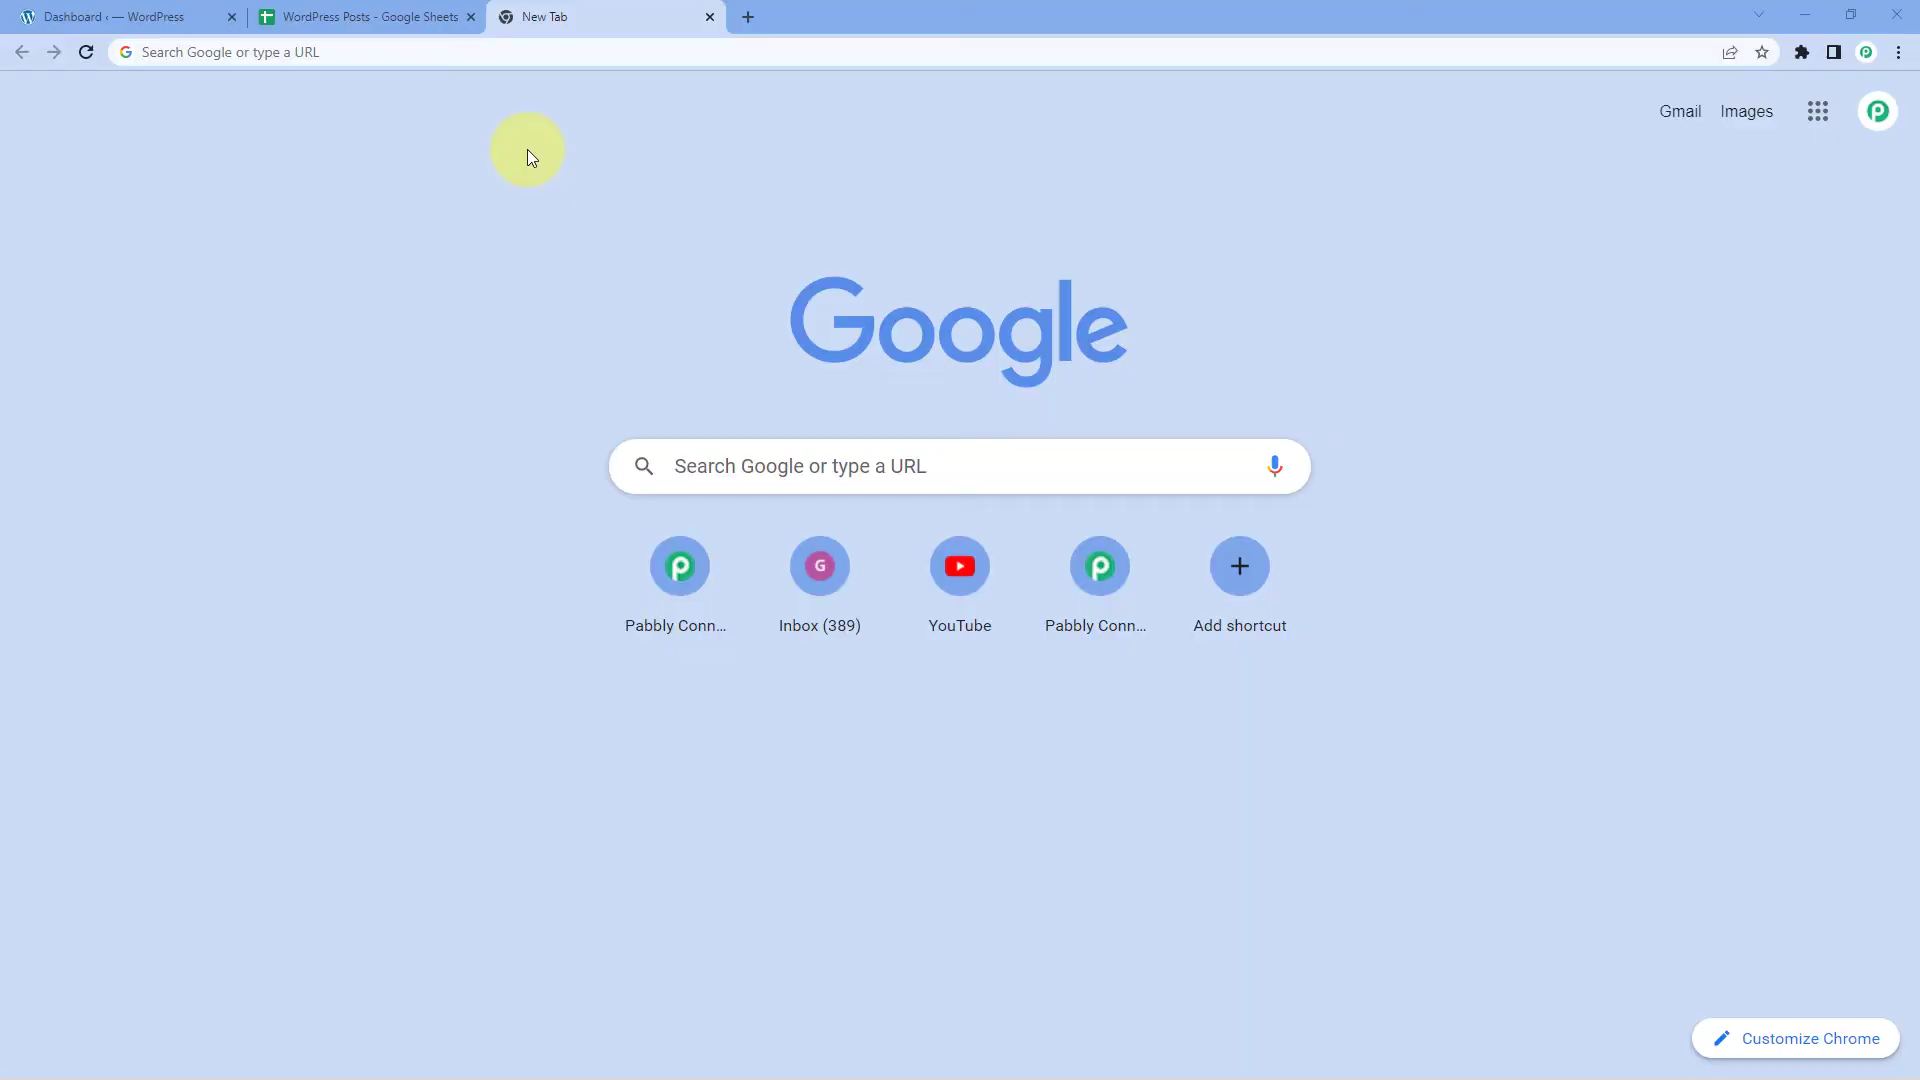 Dashboard ‹ — WordPress
WordPress Posts - Google Sheets
New Tab
Search Google or type a URL
Gmail Images
Google
Search Google or type a URL
G
Pabbly Conn... Inbox (389) YouTube Pabbly Conn... Add shortcut
Customize Chrome